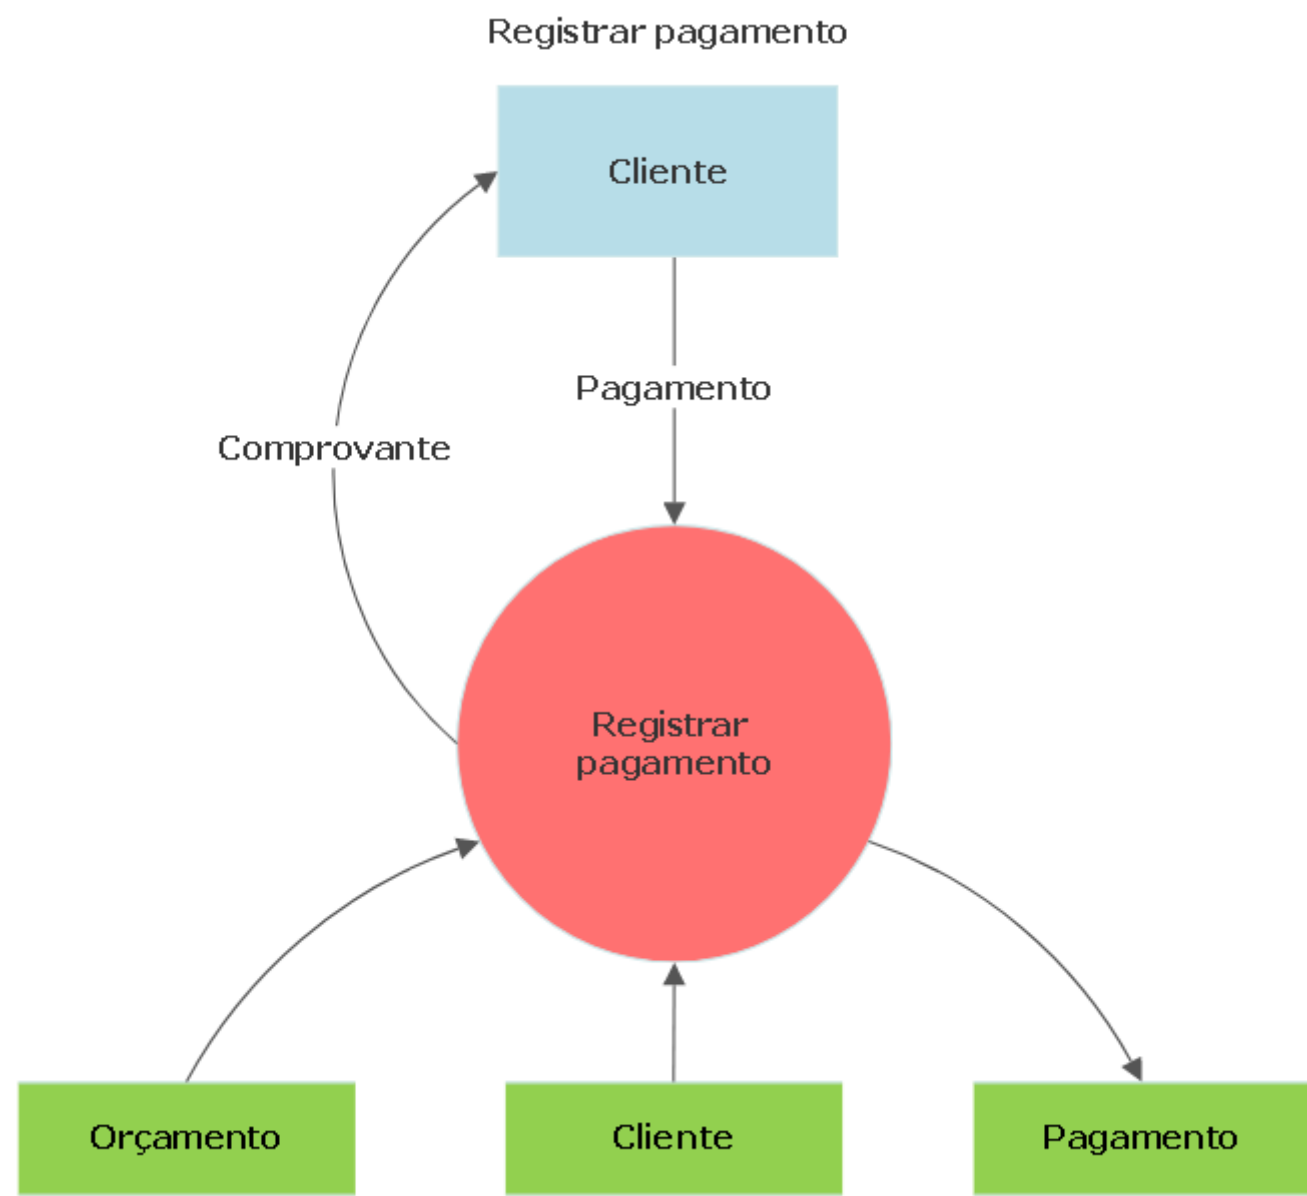 Registrar pagamento
Cliente
Pagamento
Comprovante
Registrar
pagamento
Orçamento
Cliente
Pagamento